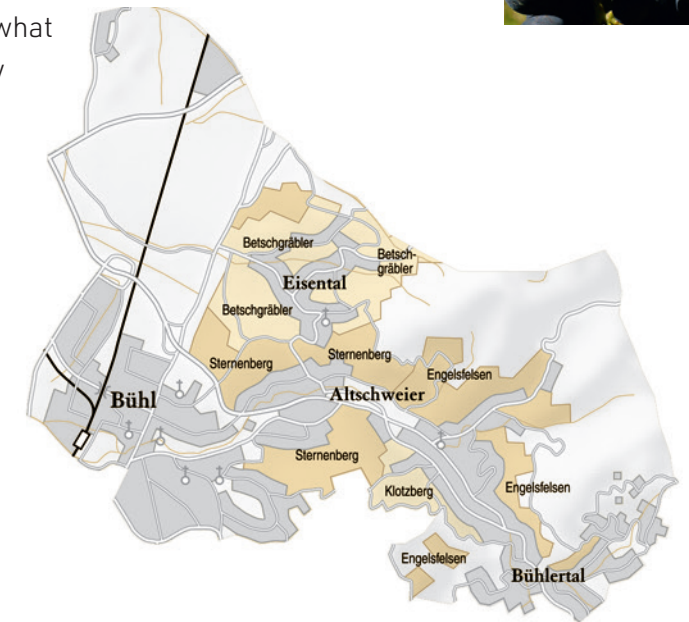 what
Betschgräbler
Betsch-
gräbler
Eisental
Betschgräbler
Sternenberg
Sternenberg
Engelsfelsen
Altschweier
Bühl
Sternenberg
Klotzberg
Engelsfelsen
Engelsfelsen
Bühlertal